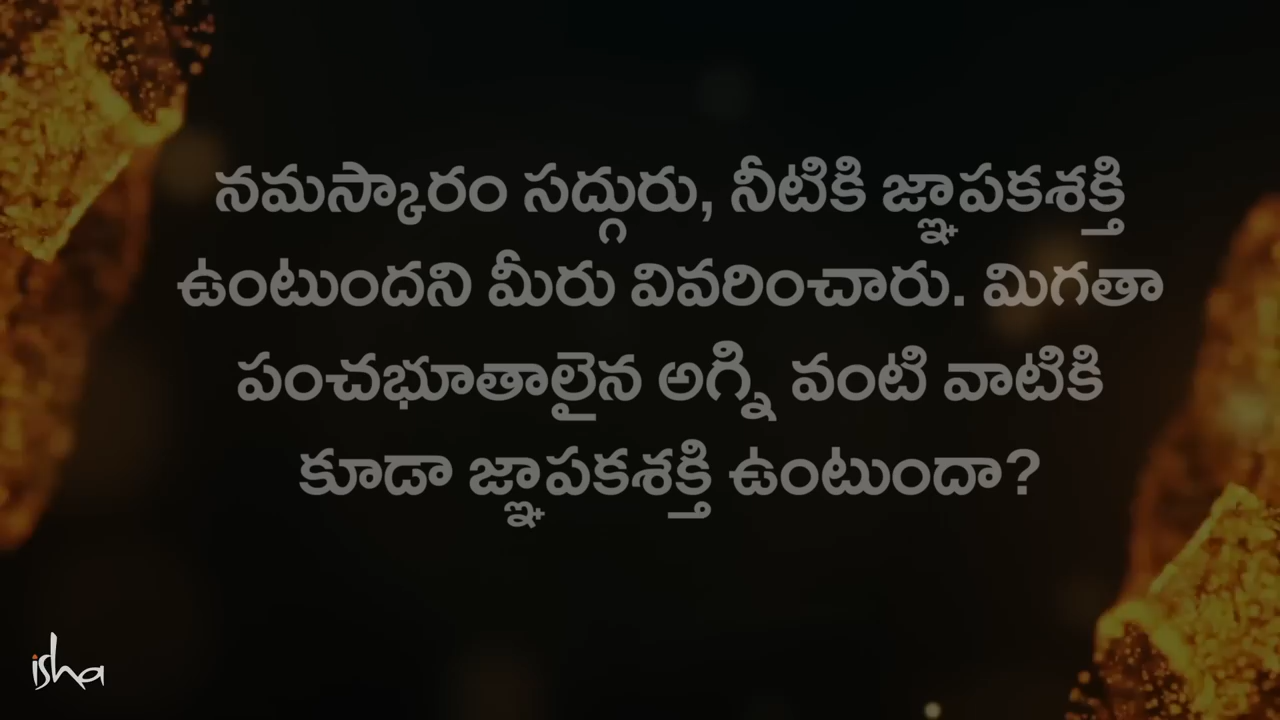 నమస్కారం సద్గురు, నీటికి జ్ఞాపకశక్తి
ఉంటుందని మీరు వివరించారు. మిగతా
పంచభూతాలైన అగ్ని వంటి వాటికి
కూడా జ్ఞాపకశక్తి ఉంటుందా?
isha